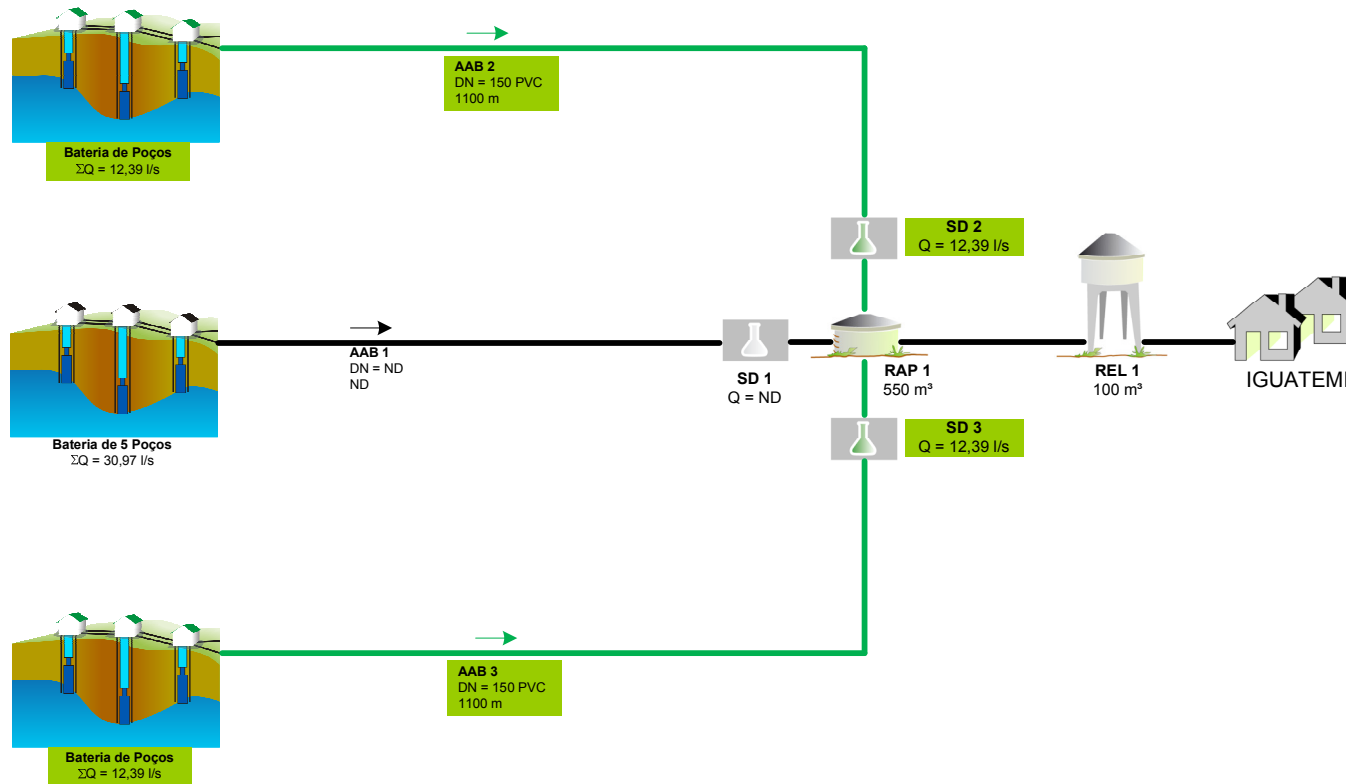 AAB 2
DN = 150 PVC
1100 m
Bateria de Poços
ΣQ = 12,39 l/s
SD 2
Q = 12,39 l/s
AAB 1
DN = ND
ND
SD 1
Q = ND
RAP 1
550 m³
REL 1
100 m³
IGUATEMI
Bateria de 5 Poços
ΣQ = 30,97 l/s
SD 3
Q = 12,39 l/s
AAB 3
DN = 150 PVC
1100 m
Bateria de Poços
ΣQ = 12,39 l/s